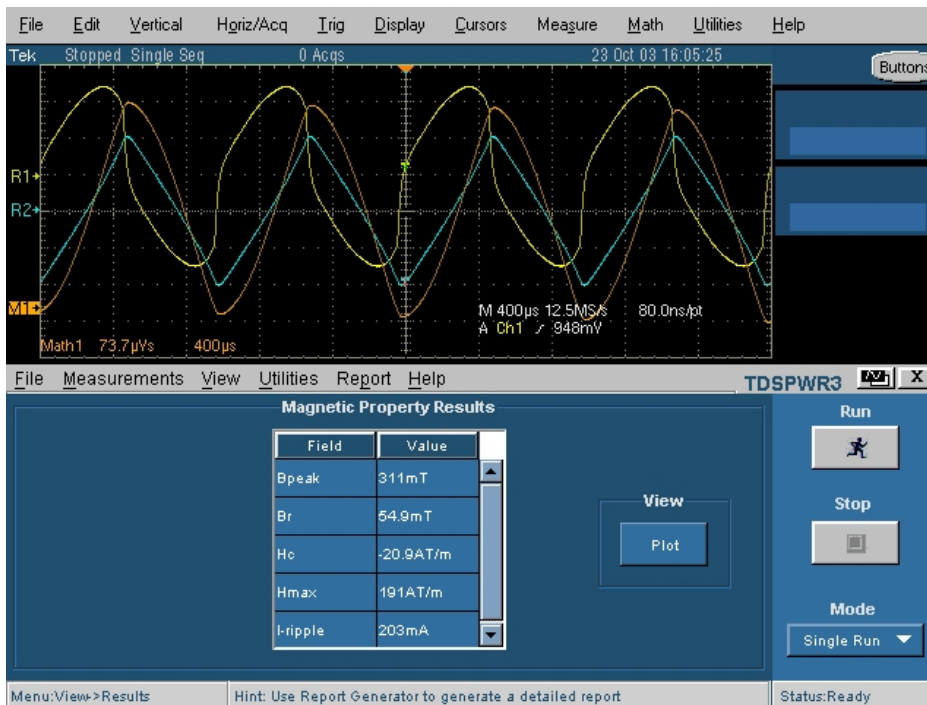 File Edit Vertical Horiz/Acq Trig Display Cursors Measure Math Utilities Help
Tek Stopped Single Seq 0 Acqs 23 Oct 03 16:05:25
Buttons
R1
R2
M1
M 400µs 12.5MS/s 80.0ns/pt
A Ch1 948mV
Math1 73.7µVs 400µs
File Measurements View Utilities Report Help TDSPWR3 X
Magnetic Property Results
Run
Field Value
Bpeak 311mT
Br 54.9mT
Hc -20.9AT/m
Hmax 191AT/m
I-ripple 203mA
View
Plot
Stop
Mode
Single Run
Menu:View->Results Hint: Use Report Generator to generate a detailed report Status:Ready